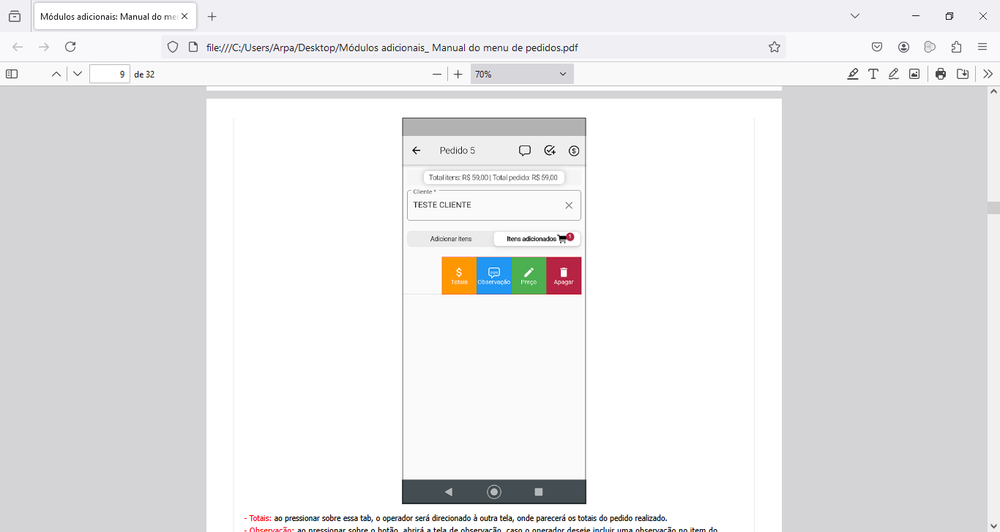 Módulos adicionais: Manual do me
file:///C:/Users/Arpa/Desktop/Módulos adicionais_ Manual do menu de pedidos.pdf
9 de 32
70%
Pedido 5
Total itens: R$ 59,00 | Total pedido: R$ 59,00
Cliente *
TESTE CLIENTE
Adicionar itens
Itens adicionados 1
Totais Observação Preço Apagar
- Totais: ao pressionar sobre essa tab, o operador será direcionado à outra tela, onde parecerá os totais do pedido realizado.
- Observação: ao pressionar sobre o botão, abrirá a tela de observação, caso o operador deseje incluir uma observação no item do